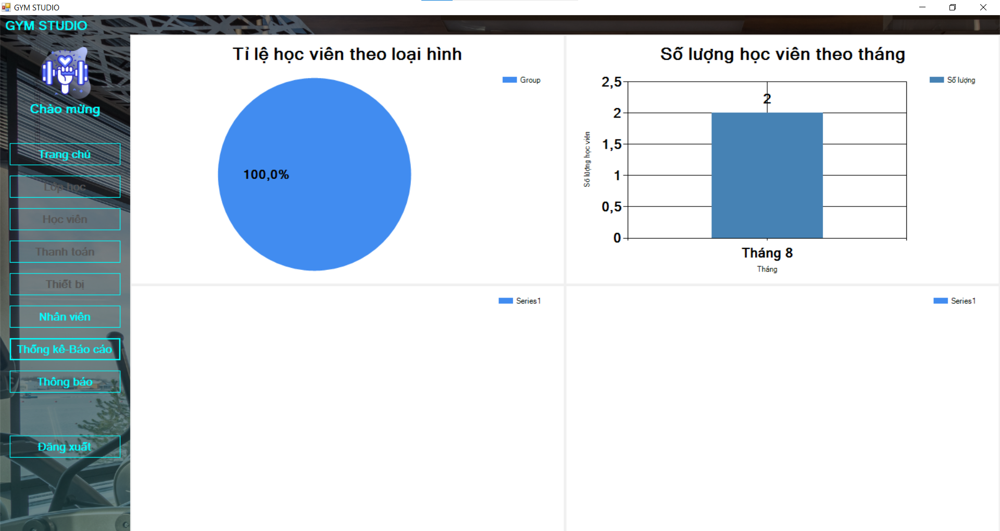 GYM STUDIO
GYM STUDIO
Chào mừng
Trang chủ
Lớp học
Học viên
Thanh toán
Thiết bị
Nhân viên
Thống kê-Báo cáo
Thông báo
Đăng xuất
Tỉ lệ học viên theo loại hình
Group
100,0%
Số lượng học viên theo tháng
Số lượng
2,5
2
2
1,5
1
0,5
0
Số lượng học viên
Tháng 8
Tháng
Series1
Series1